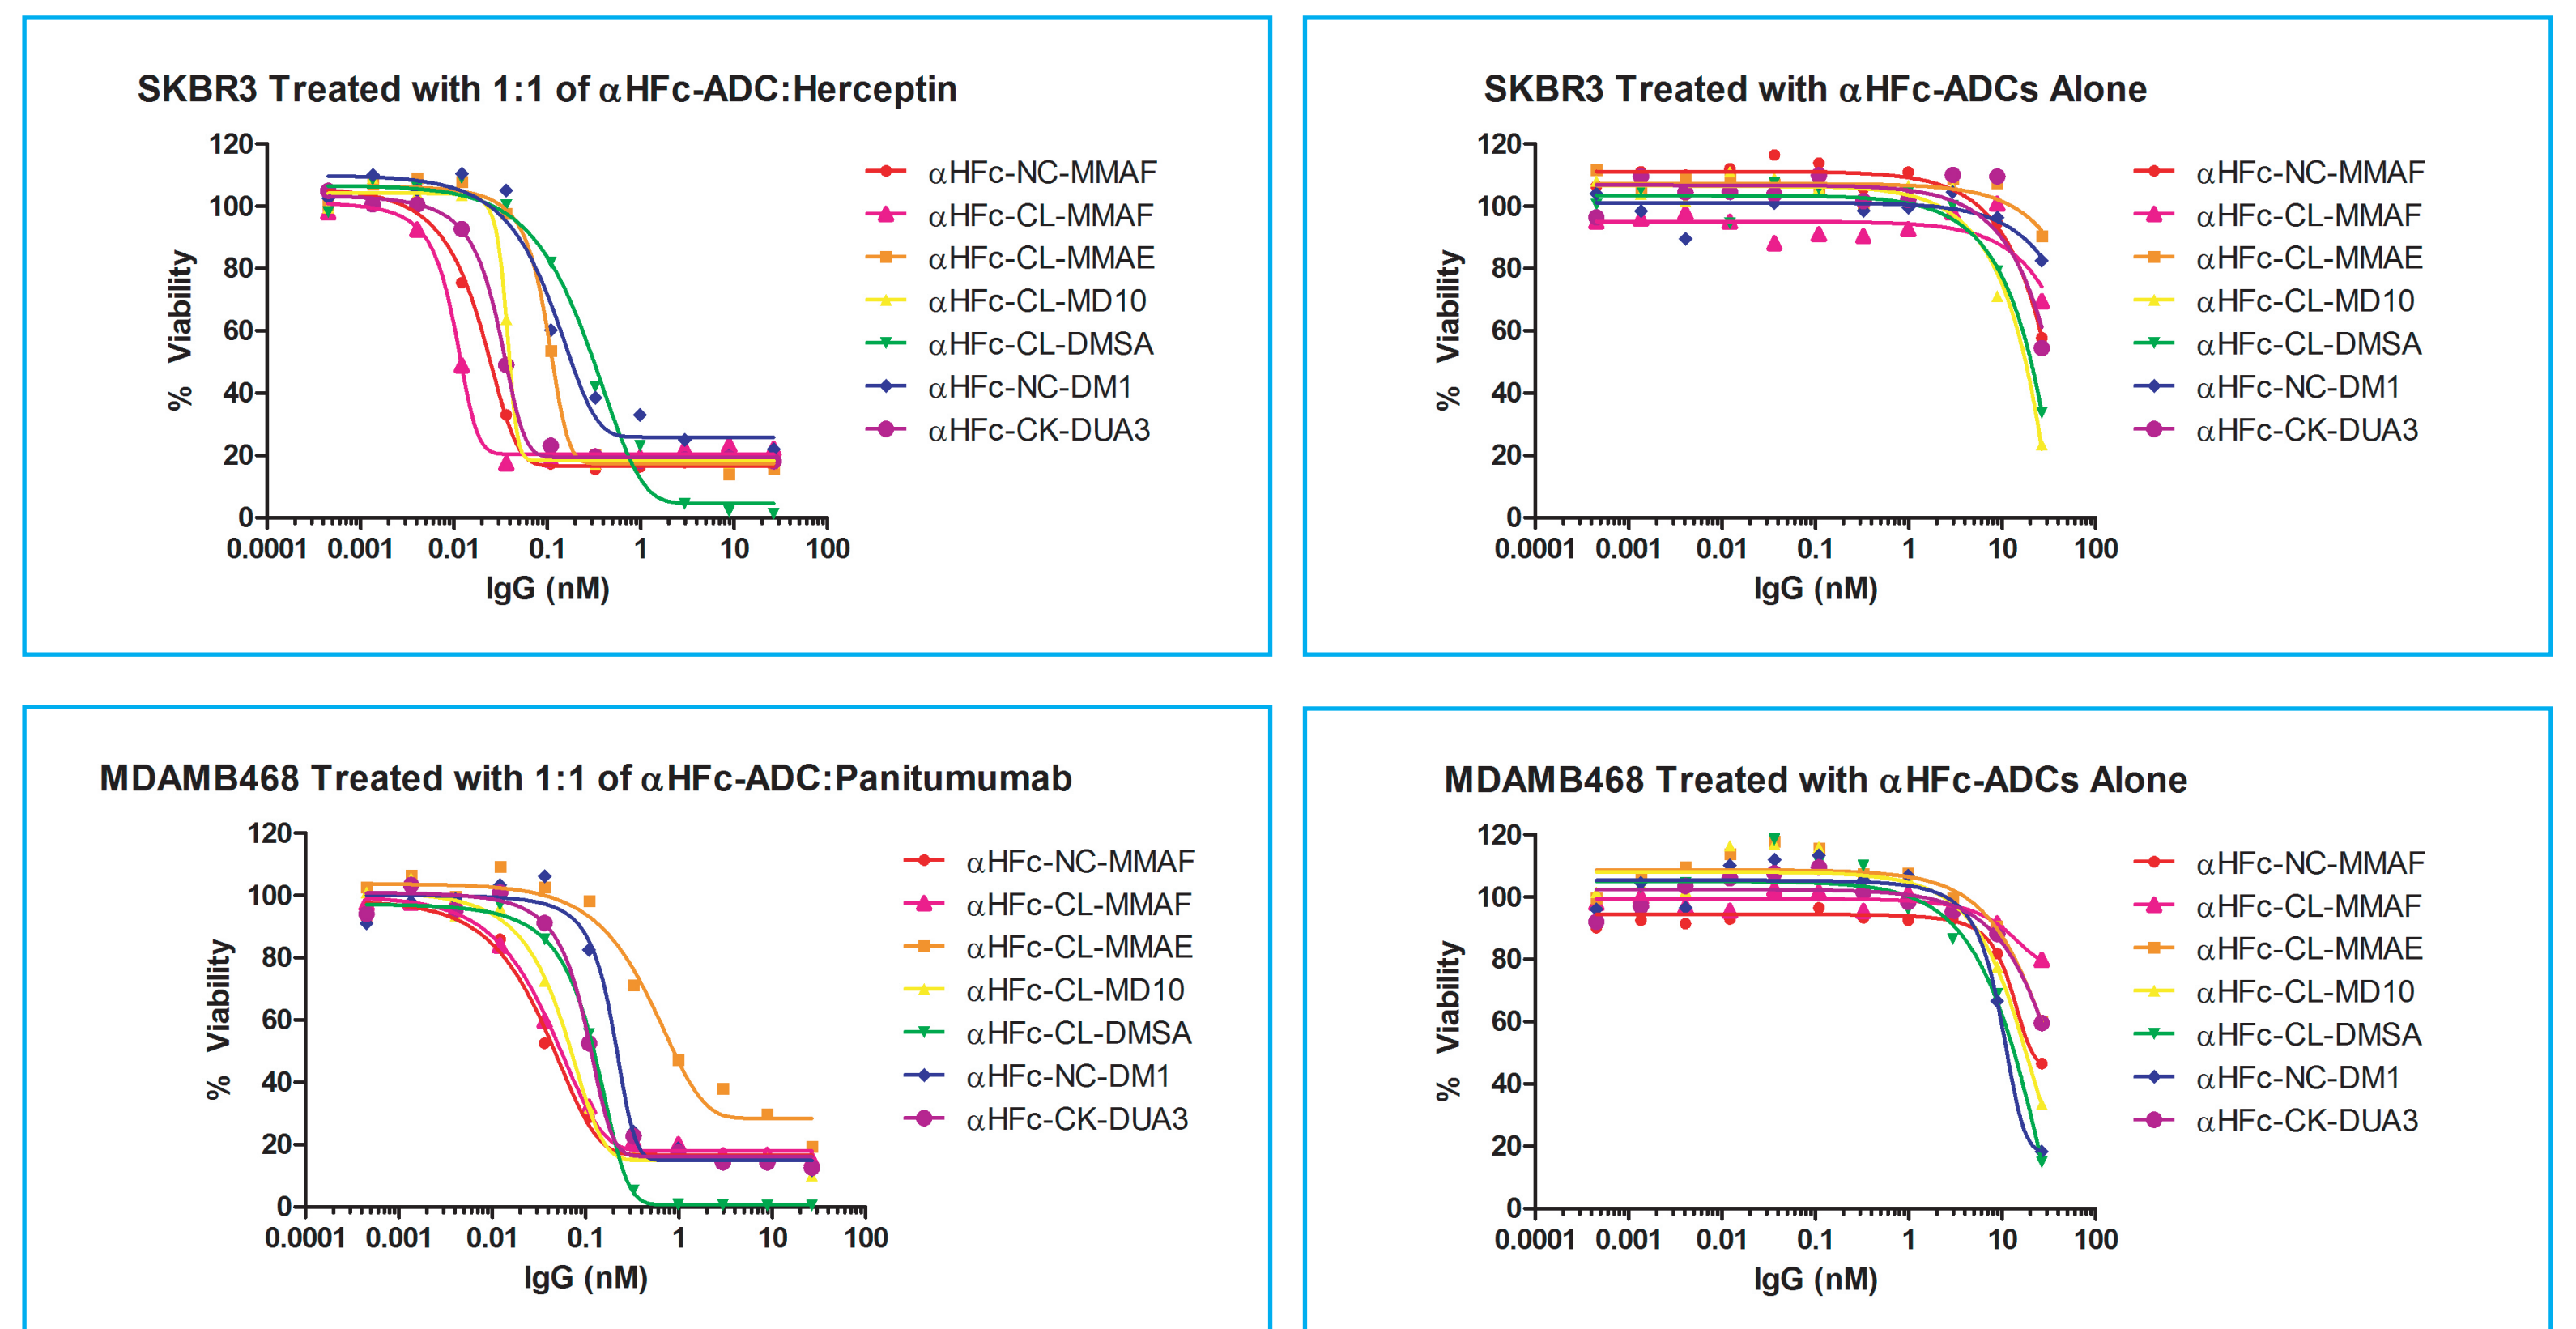 SKBR3 Treated with 1:1 of αHFc-ADC:Herceptin
120
100
80
60
40
20
0
% Viability
0.0001 0.001 0.01 0.1 1 10 100
IgG (nM)
αHFc-NC-MMAF
αHFc-CL-MMAF
αHFc-CL-MMAE
αHFc-CL-MD10
αHFc-CL-DMSA
αHFc-NC-DM1
αHFc-CK-DUA3
SKBR3 Treated with αHFc-ADCs Alone
120
100
80
60
40
20
0
% Viability
0.0001 0.001 0.01 0.1 1 10 100
IgG (nM)
αHFc-NC-MMAF
αHFc-CL-MMAF
αHFc-CL-MMAE
αHFc-CL-MD10
αHFc-CL-DMSA
αHFc-NC-DM1
αHFc-CK-DUA3
MDAMB468 Treated with 1:1 of αHFc-ADC:Panitumumab
120
100
80
60
40
20
0
% Viability
0.0001 0.001 0.01 0.1 1 10 100
IgG (nM)
αHFc-NC-MMAF
αHFc-CL-MMAF
αHFc-CL-MMAE
αHFc-CL-MD10
αHFc-CL-DMSA
αHFc-NC-DM1
αHFc-CK-DUA3
MDAMB468 Treated with αHFc-ADCs Alone
120
100
80
60
40
20
0
% Viability
0.0001 0.001 0.01 0.1 1 10 100
IgG (nM)
αHFc-NC-MMAF
αHFc-CL-MMAF
αHFc-CL-MMAE
αHFc-CL-MD10
αHFc-CL-DMSA
αHFc-NC-DM1
αHFc-CK-DUA3